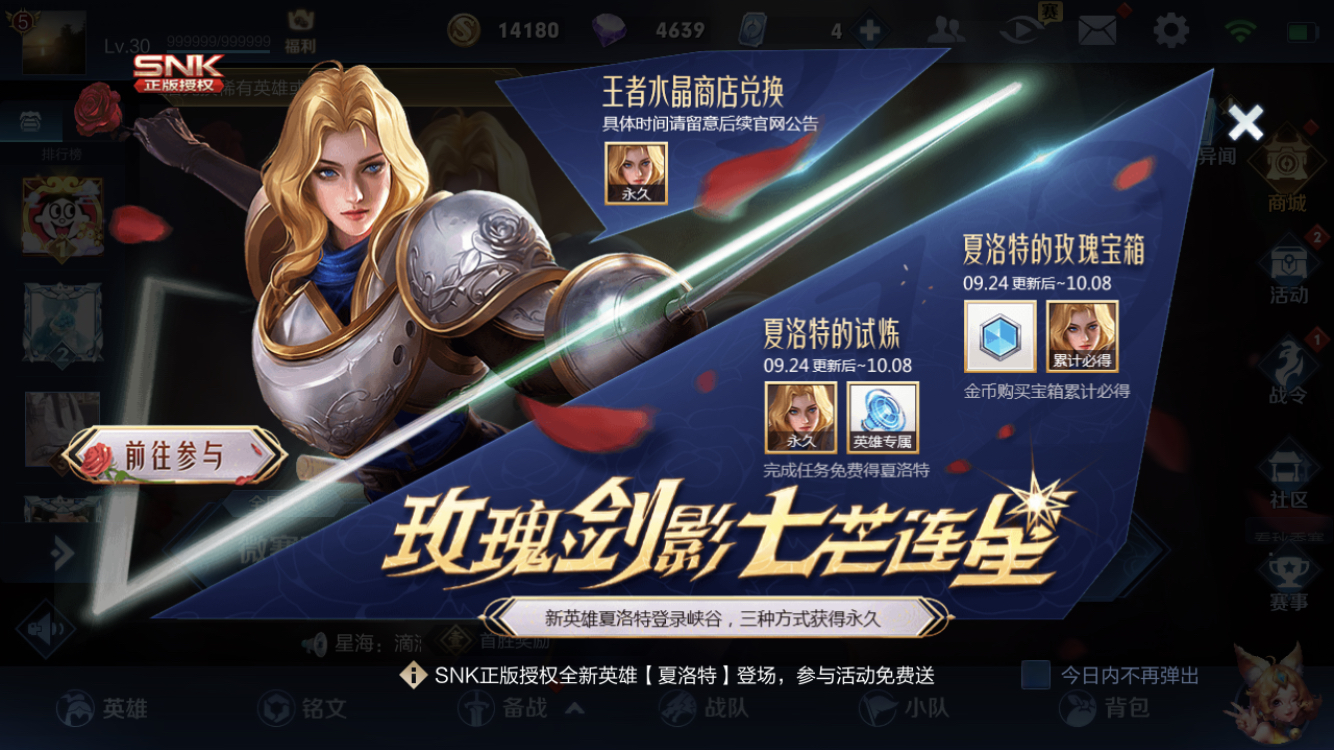 5
Lv.30
999999/999999
福利
14180
4639
4
赛
SNK
正版授权
稀有英雄或
王者水晶商店兑换
具体时间请留意后续官网公告
永久
排行榜
异闻
商城
夏洛特的玫瑰宝箱
09.24更新后~10.08
累计必得
金币购买宝箱累计必得
2
活动
夏洛特的试炼
09.24更新后~10.08
永久
英雄专属
完成任务免费得夏洛特
1
战令
2
前往参与
社区
玫瑰剑影七芒连星
新英雄夏洛特登录峡谷，三种方式获得永久
赛事
星海：滴滴
首胜奖励
SNK正版授权全新英雄【夏洛特】登场，参与活动免费送
今日内不再弹出
英雄
铭文
备战
战队
小队
背包